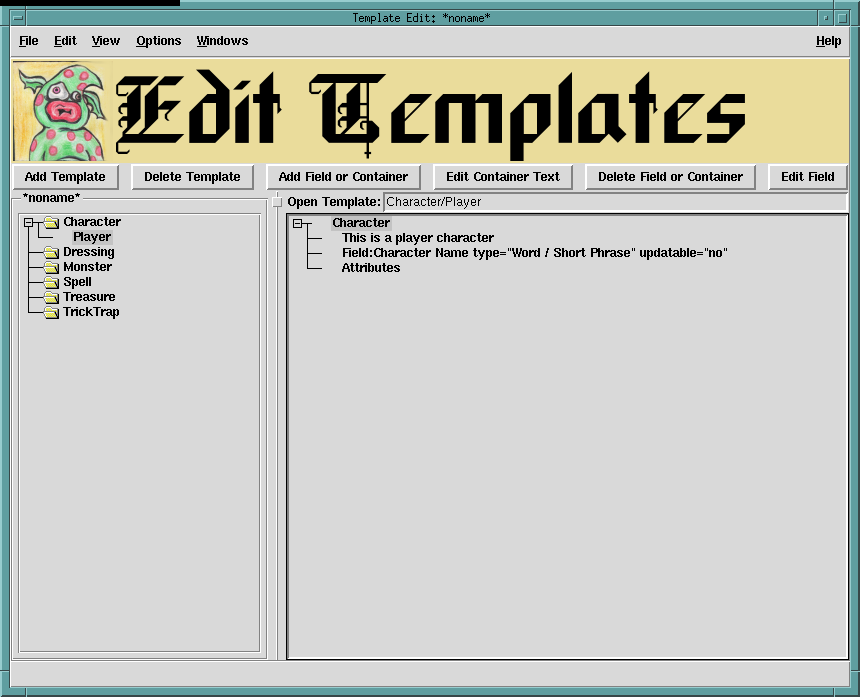 Template Edit: *noname*
File Edit View Options Windows Help
Edit Templates
Add Template Delete Template Add Field or Container Edit Container Text Delete Field or Container Edit Field
*noname*
Open Template: Character/Player
Character
Player
Dressing
Monster
Spell
Treasure
TrickTrap
Character
This is a player character
Field:Character Name type="Word / Short Phrase" updatable="no"
Attributes